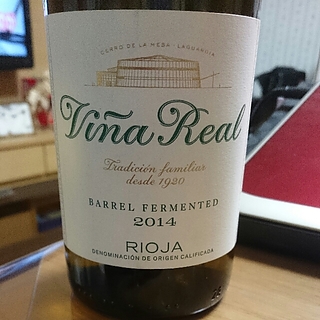 CERRO DE LA MESA · LAGUARDIA
Viña Real
Tradición familiar
desde 1920
BARREL FERMENTED
2014
RIOJA
DENOMINACIÓN DE ORIGEN CALIFICADA